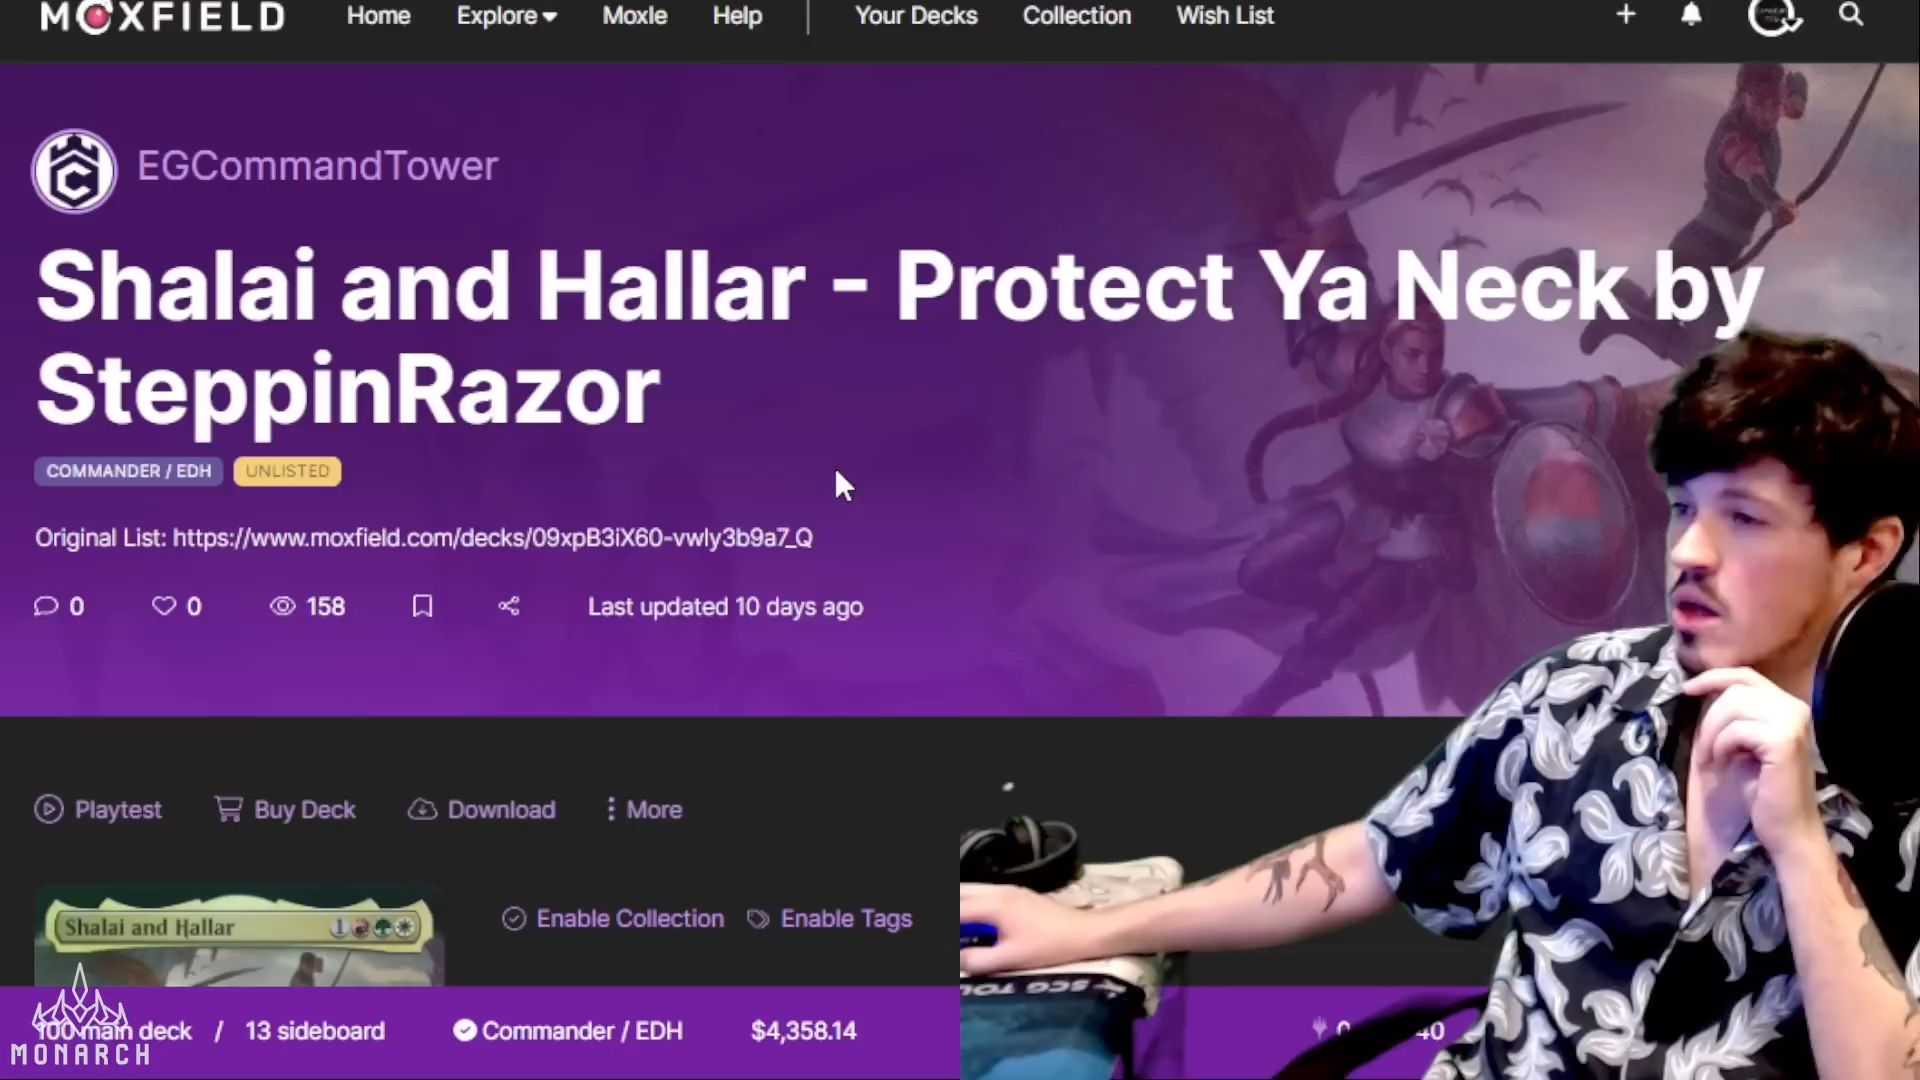 MOXFIELD Home Explore Moxle Help Your Decks Collection Wish List
EGCommandTower
Shalai and Hallar - Protect Ya Neck by
SteppinRazor
COMMANDER / EDH UNLISTED
Original List: https://www.moxfield.com/decks/09xpB3iX60-vwly3b9a7_Q
0 0 158 Last updated 10 days ago
Playtest Buy Deck Download More
Shalai and Hallar 1
Enable Collection Enable Tags
SCG TOU
100 main deck / 13 sideboard Commander / EDH $4,358.14
MONARCH